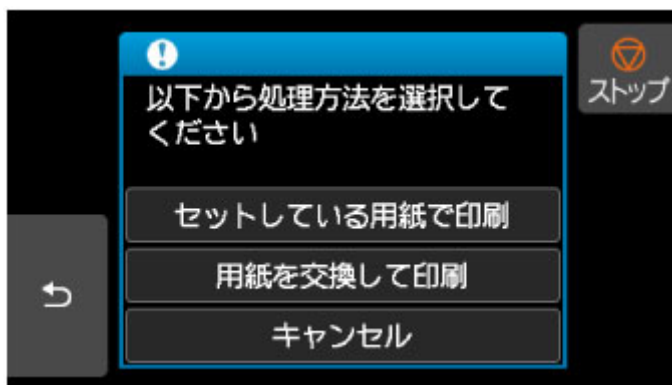 以下から処理方法を選択して
ください
ストップ
セットしている用紙で印刷
用紙を交換して印刷
キャンセル